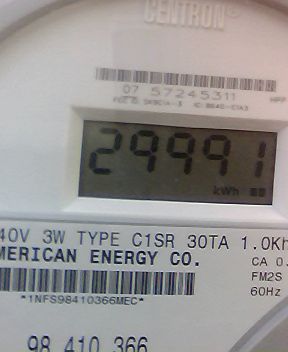 CENTRON®
07 57245311
29991
kWh
40V 3W TYPE C1SR 30TA 1.0Kh
MERICAN ENERGY CO.
CA 0.
FM2S
60Hz
*1NFS98410366MEC*
98 410 366